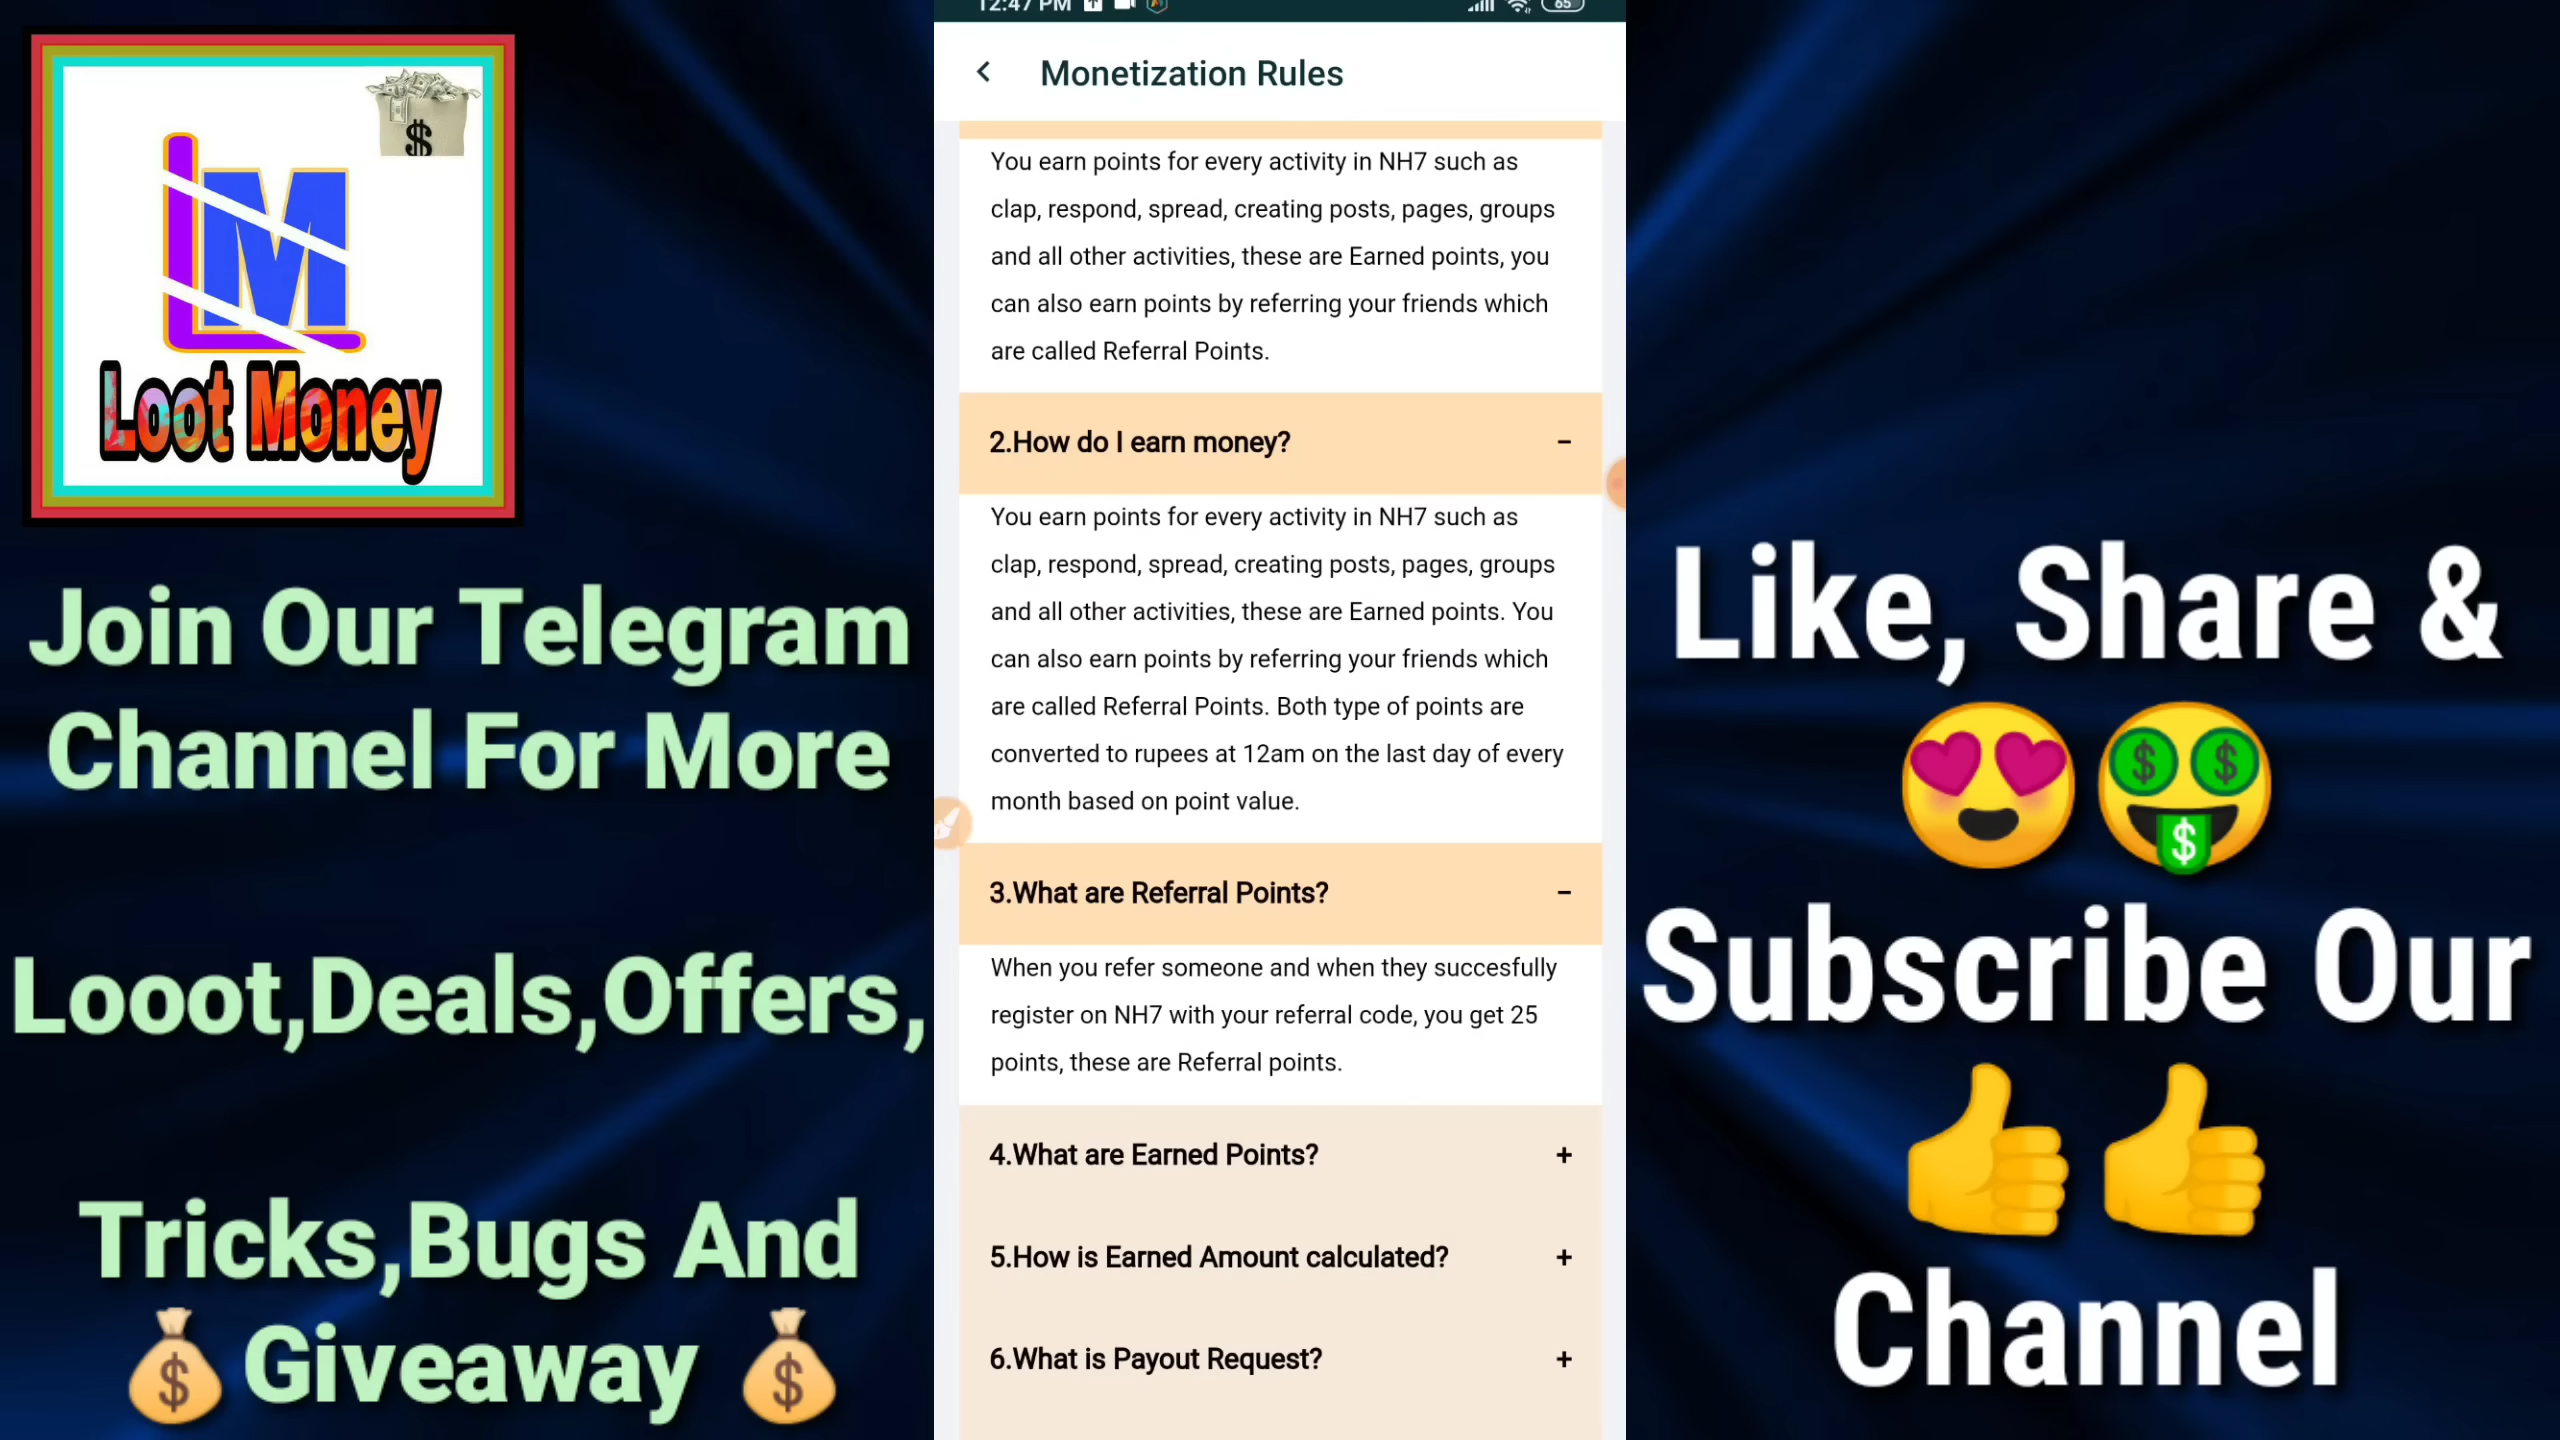 LM
$
Loot Money
Join Our Telegram
Channel For More
Looot,Deals,Offers,
Tricks,Bugs And
Giveaway
12:47 PM
65
Monetization Rules
You earn points for every activity in NH7 such as
clap, respond, spread, creating posts, pages, groups
and all other activities, these are Earned points, you
can also earn points by referring your friends which
are called Referral Points.
2.How do I earn money?
You earn points for every activity in NH7 such as
clap, respond, spread, creating posts, pages, groups
and all other activities, these are Earned points. You
can also earn points by referring your friends which
are called Referral Points. Both type of points are
converted to rupees at 12am on the last day of every
month based on point value.
3.What are Referral Points?
When you refer someone and when they succesfully
register on NH7 with your referral code, you get 25
points, these are Referral points.
4.What are Earned Points?
5.How is Earned Amount calculated?
6.What is Payout Request?
Like, Share &
Subscribe Our
Channel